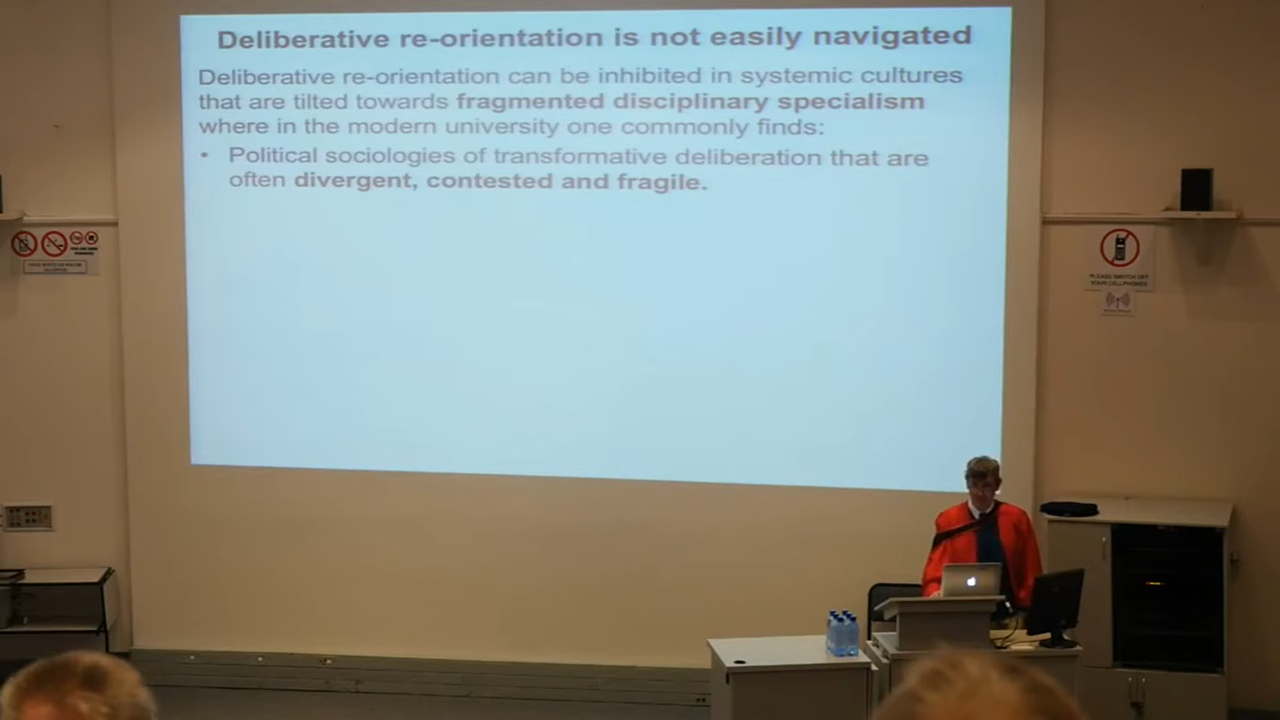 Deliberative re-orientation is not easily navigated
Deliberative re-orientation can be inhibited in systemic cultures
that are tilted towards fragmented disciplinary specialism
where in the modern university one commonly finds:
• Political sociologies of transformative deliberation that are
often divergent, contested and fragile.
PLEASE SWITCH OFF
YOUR CELLPHONES